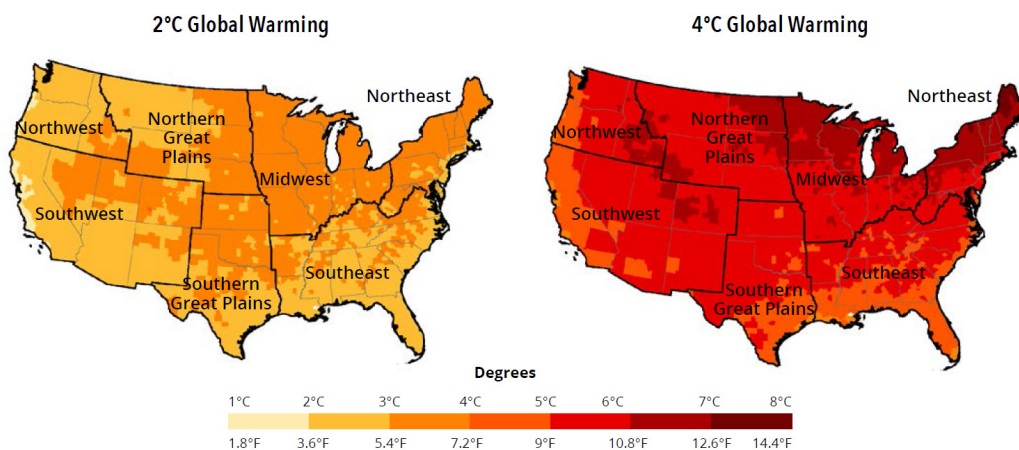 2°C Global Warming
4°C Global Warming
Northeast
Northwest
Northern
Great
Plains
Midwest
Southwest
Southeast
Southern
Great Plains
Northeast
Northwest
Northern
Great
Plains
Midwest
Southwest
Southeast
Southern
Great Plains
Degrees
1°C 2°C 3°C 4°C 5°C 6°C 7°C 8°C
1.8°F 3.6°F 5.4°F 7.2°F 9°F 10.8°F 12.6°F 14.4°F